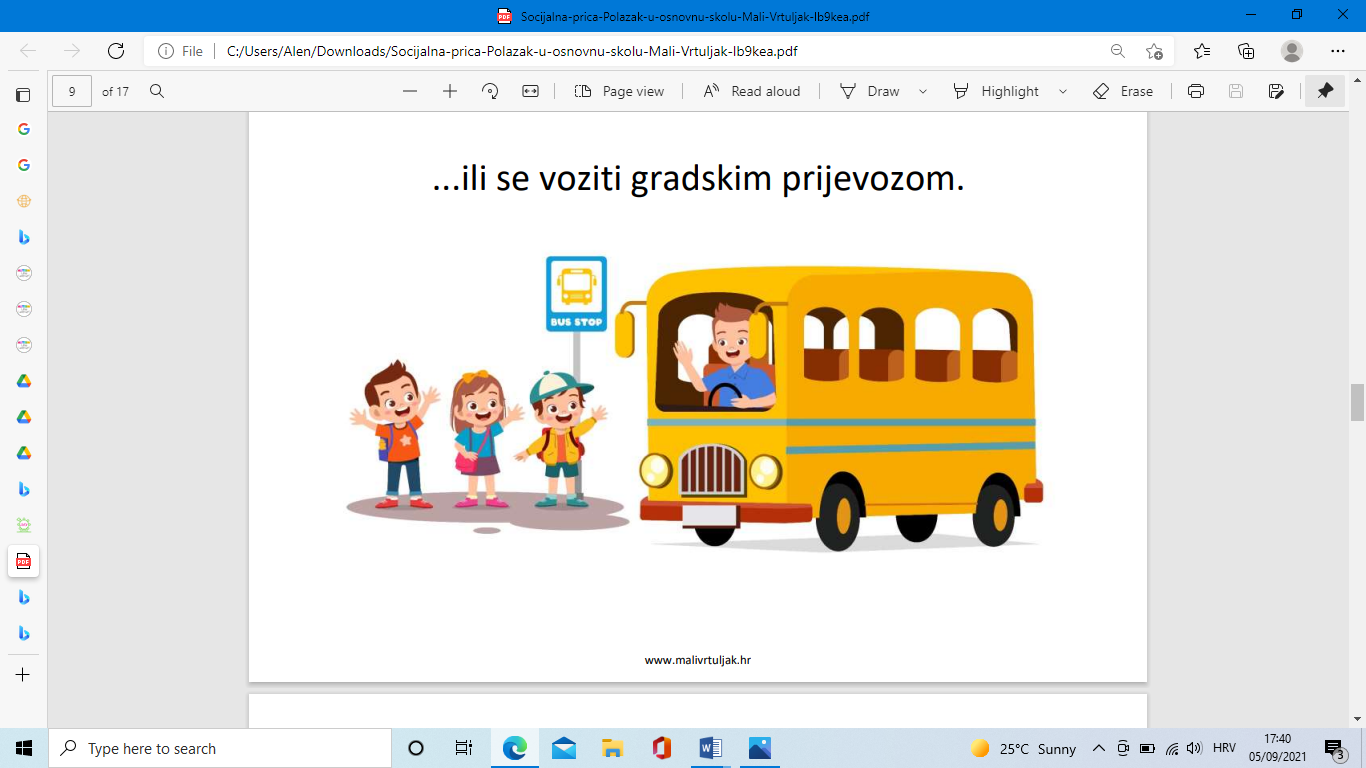 Socijalna-prica-Polazak-u-osnovnu-skolu-Mali-Vrtuljak-lb9kea.pdf
File
C:/Users/Alen/Downloads/Socijalna-prica-Polazak-u-osnovnu-skolu-Mali-Vrtuljak-lb9kea.pdf
9 of 17
Page view
Read aloud
Draw
Highlight
Erase
...ili se voziti gradskim prijevozom.
BUS STOP
www.malivrtuljak.hr
Type here to search
25°C Sunny
HRV
17:40
05/09/2021
3